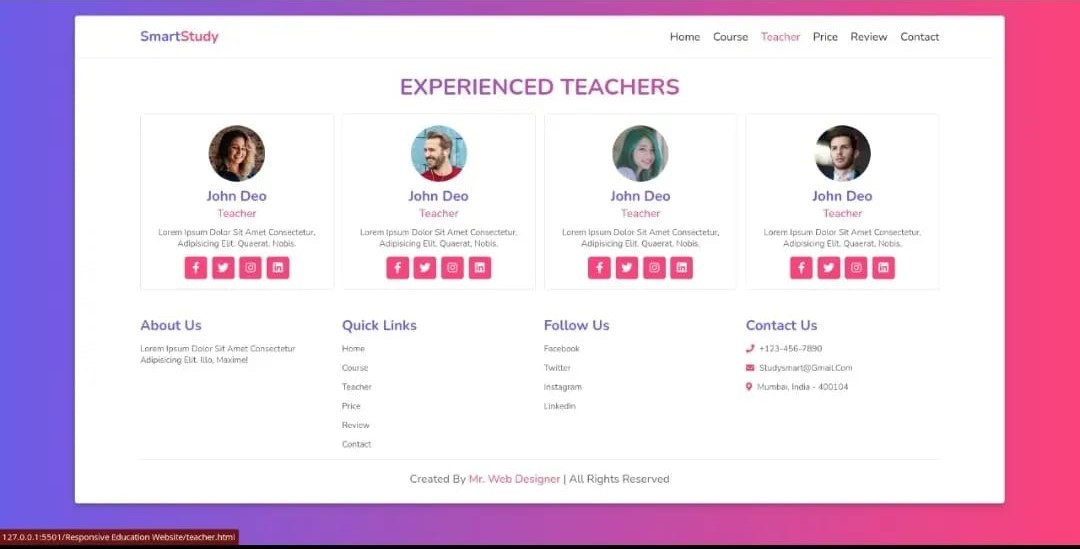 SmartStudy
Home Course Teacher Price Review Contact
EXPERIENCED TEACHERS
John Deo
Teacher
Lorem Ipsum Dolor Sit Amet Consectetur,
Adipisicing Elit. Quaerat, Nobis.
John Deo
Teacher
Lorem Ipsum Dolor Sit Amet Consectetur,
Adipisicing Elit. Quaerat, Nobis.
John Deo
Teacher
Lorem Ipsum Dolor Sit Amet Consectetur,
Adipisicing Elit. Quaerat, Nobis.
John Deo
Teacher
Lorem Ipsum Dolor Sit Amet Consectetur,
Adipisicing Elit. Quaerat, Nobis.
About Us
Lorem Ipsum Dolor Sit Amet Consectetur
Adipisicing Elit. Illo, Maxime!
Quick Links
Home
Course
Teacher
Price
Review
Contact
Follow Us
Facebook
Twitter
Instagram
Linkedin
Contact Us
+123-456-7890
Studysmart@Gmail.Com
Mumbai, India - 400104
Created By Mr. Web Designer | All Rights Reserved
127.0.0.1:5501/Responsive Education Website/teacher.html